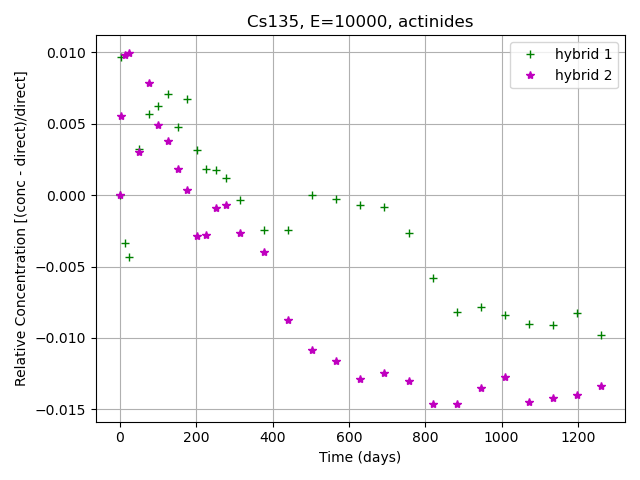 Cs135, E=10000, actinides
hybrid 1
hybrid 2
0.010
0.005
0.000
−0.005
−0.010
−0.015
Relative Concentration [(conc - direct)/direct]
0 200 400 600 800 1000 1200
Time (days)